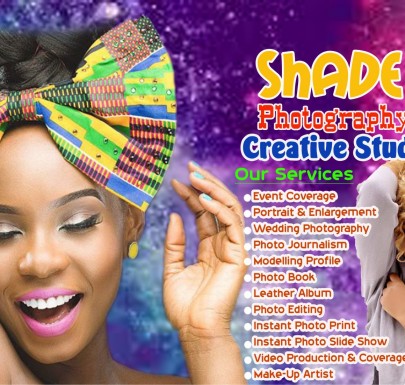 ShADE
Photography
Creative Stud
Our Services
Event Coverage
Portrait & Enlargement
Wedding Photography
Photo Journalism
Modelling Profile
Photo Book
Leather Album
Photo Editing
Instant Photo Print
Instant Photo Slide Show
Video Production & Coverage
Make-Up Artist